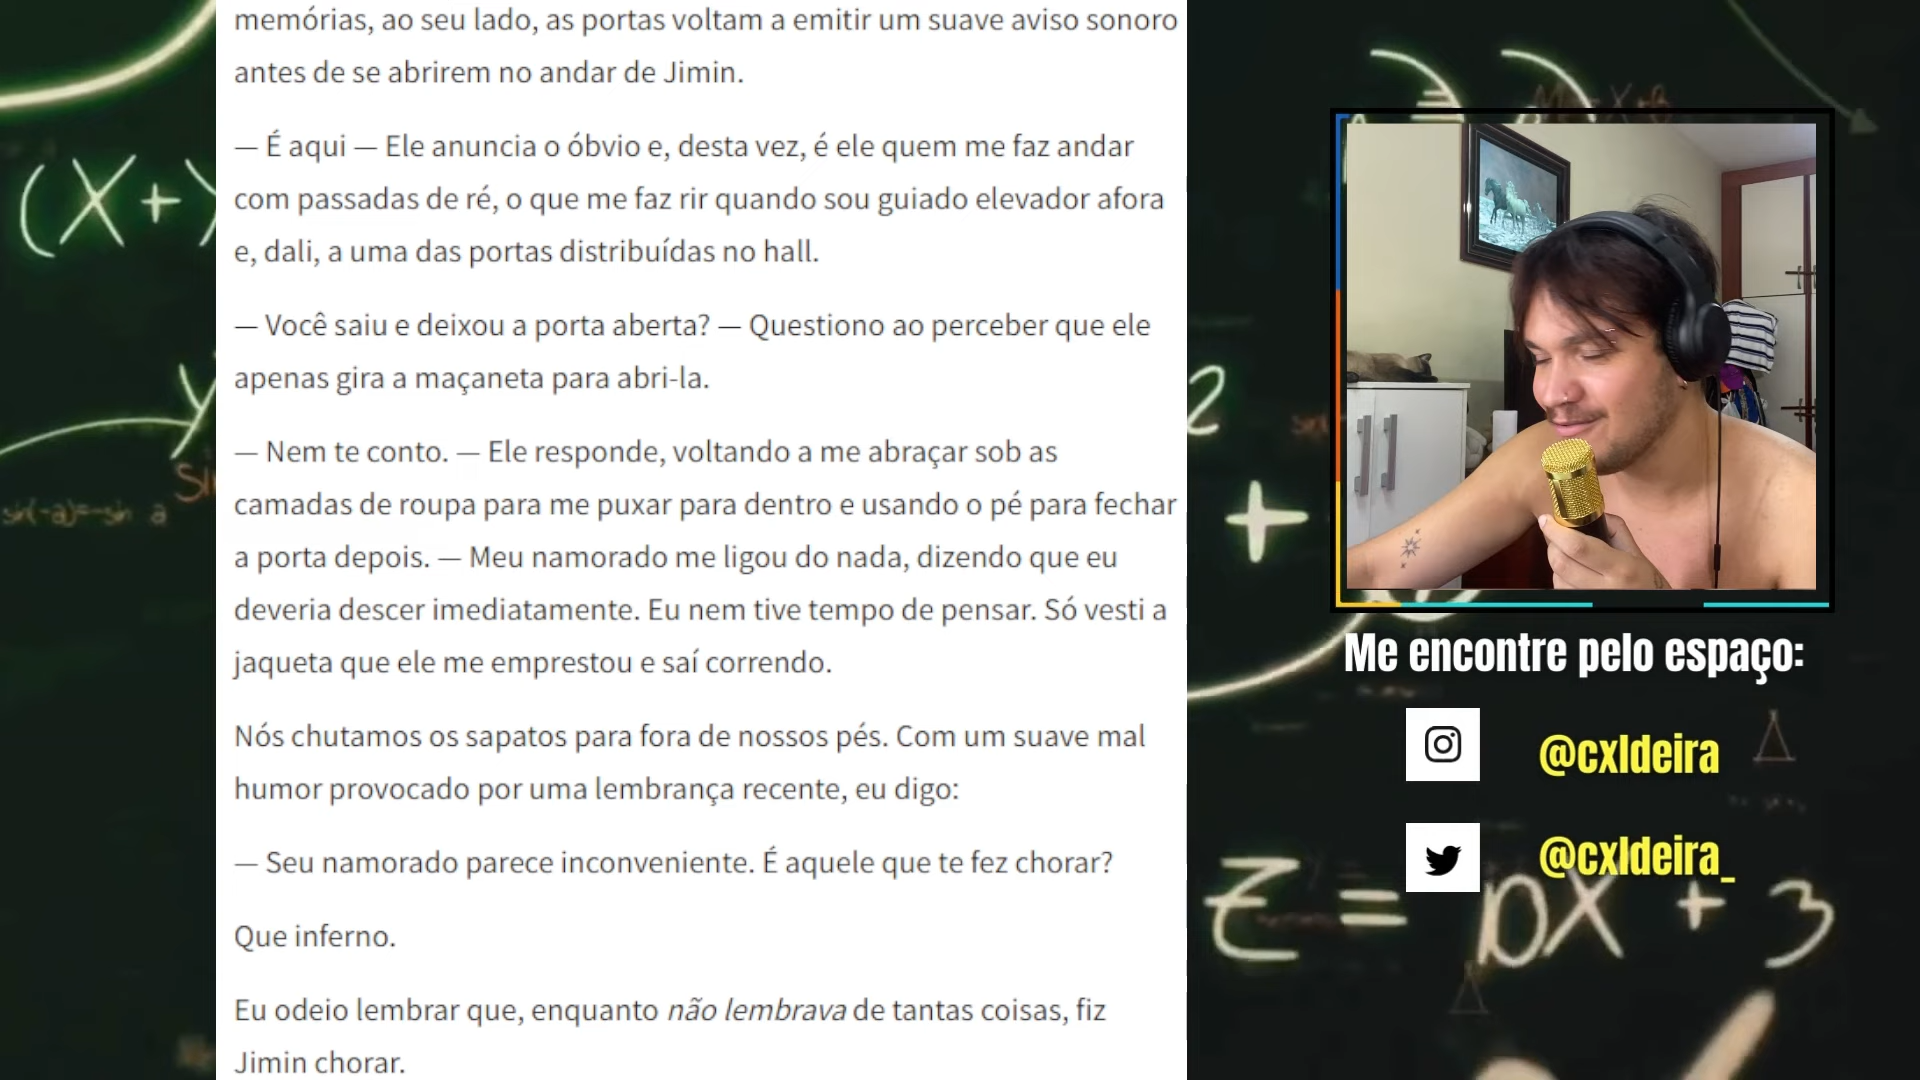 memórias, ao seu lado, as portas voltam a emitir um suave aviso sonoro
antes de se abrirem no andar de Jimin.
— É aqui — Ele anuncia o óbvio e, desta vez, é ele quem me faz andar
com passadas de ré, o que me faz rir quando sou guiado elevador afora
e, dali, a uma das portas distribuídas no hall.
— Você saiu e deixou a porta aberta? — Questiono ao perceber que ele
apenas gira a maçaneta para abri-la.
— Nem te conto. — Ele responde, voltando a me abraçar sob as
camadas de roupa para me puxar para dentro e usando o pé para fechar
a porta depois. — Meu namorado me ligou do nada, dizendo que eu
deveria descer imediatamente. Eu nem tive tempo de pensar. Só vesti a
jaqueta que ele me emprestou e saí correndo.
Nós chutamos os sapatos para fora de nossos pés. Com um suave mal
humor provocado por uma lembrança recente, eu digo:
— Seu namorado parece inconveniente. É aquele que te fez chorar?
Que inferno.
Eu odeio lembrar que, enquanto não lembrava de tantas coisas, fiz
Jimin chorar.
(X+Y
y
sin(-a)=-sin a
2
+
Me encontre pelo espaço:
@cxldeira
@cxldeira_
Z = pX + 3